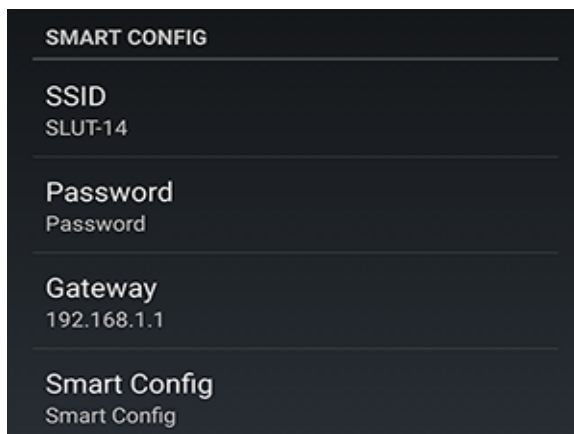 SMART CONFIG
SSID
SLUT-14
Password
Password
Gateway
192.168.1.1
Smart Config
Smart Config